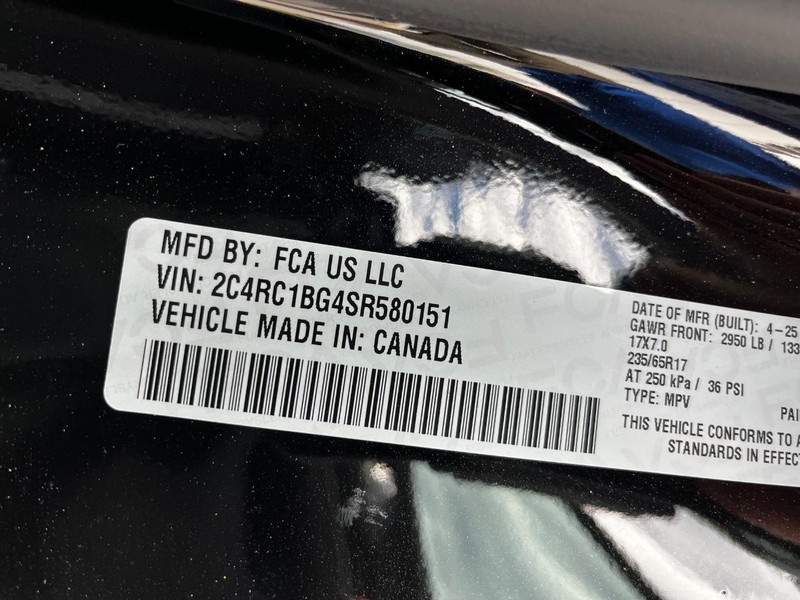 MFD BY: FCA US LLC
VIN: 2C4RC1BG4SR580151
VEHICLE MADE IN: CANADA
DATE OF MFR (BUILT): 4-25
GAWR FRONT: 2950 LB / 133
17X7.0
235/65R17
AT 250 kPa / 36 PSI
TYPE: MPV
PAI
THIS VEHICLE CONFORMS TO A
STANDARDS IN EFFECT